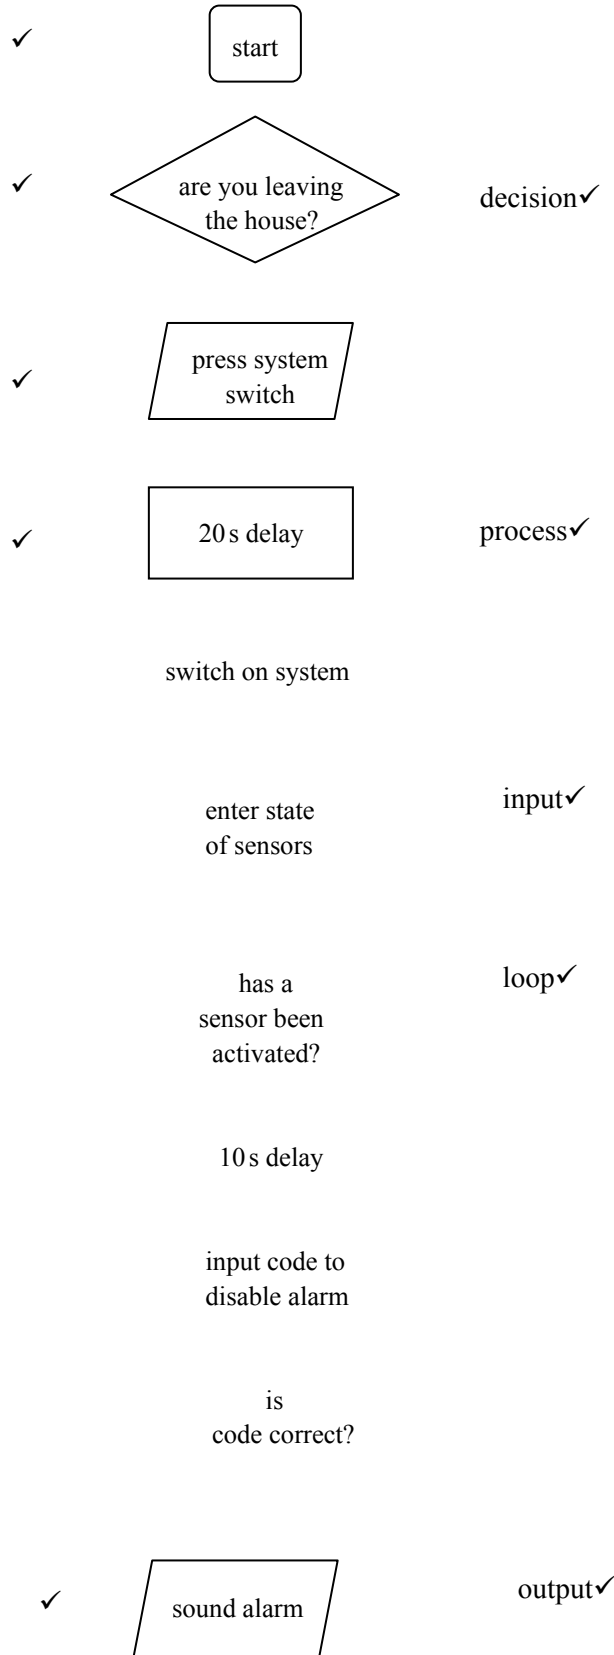 ✓ start
✓ are you leaving decision✓
the house?
✓ press system
switch
✓ 20 s delay process✓
switch on system
enter state input✓
of sensors
has a loop✓
sensor been
activated?
10 s delay
input code to
disable alarm
is
code correct?
✓ sound alarm output✓